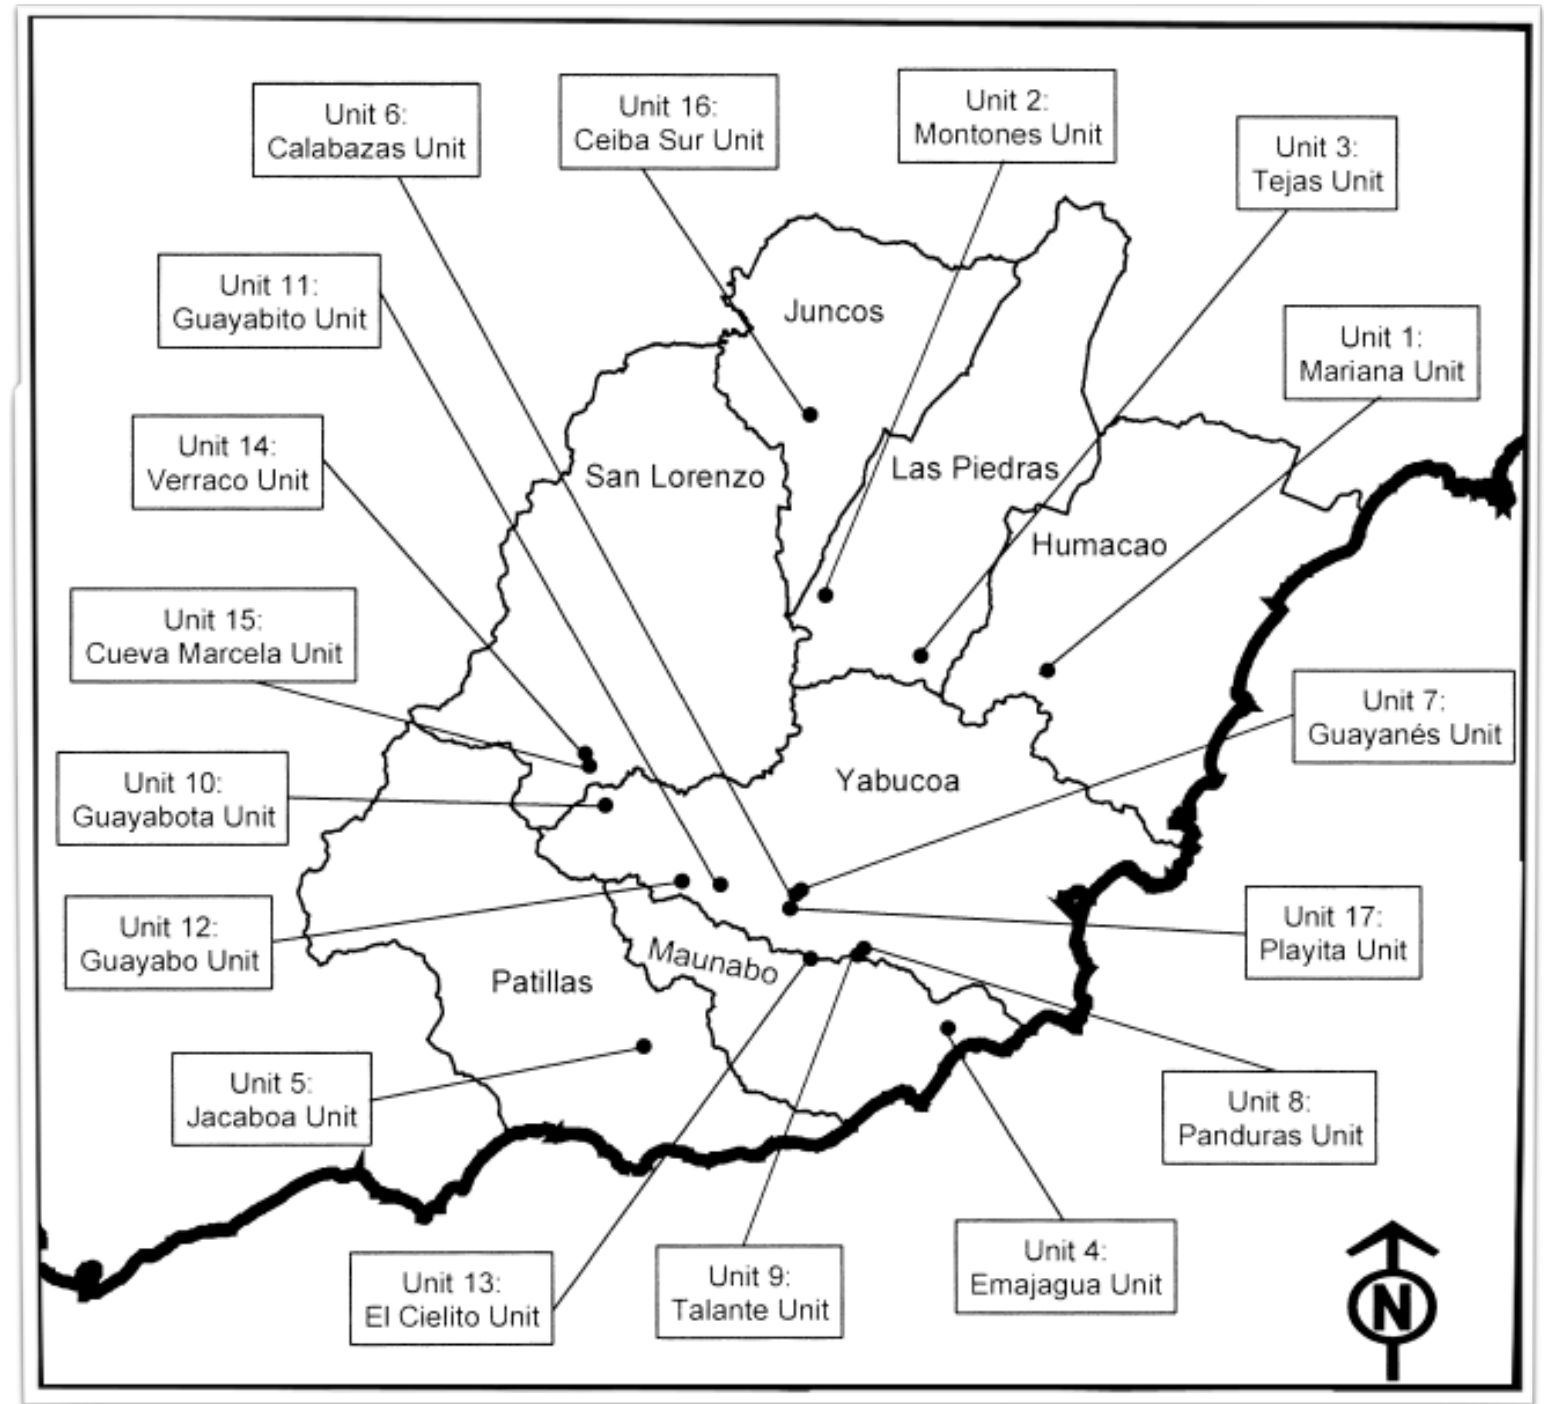 Unit 6:
Calabazas Unit
Unit 16:
Ceiba Sur Unit
Unit 2:
Montones Unit
Unit 3:
Tejas Unit
Unit 11:
Guayabito Unit
Juncos
Unit 1:
Mariana Unit
Unit 14:
Verraco Unit
San Lorenzo
Las Piedras
Humacao
Unit 15:
Cueva Marcela Unit
Unit 7:
Guayanés Unit
Unit 10:
Guayabota Unit
Yabucoa
Unit 12:
Guayabo Unit
Maunabo
Patillas
Unit 17:
Playita Unit
Unit 5:
Jacaboa Unit
Unit 8:
Panduras Unit
Unit 13:
El Cielito Unit
Unit 9:
Talante Unit
Unit 4:
Emajagua Unit
N